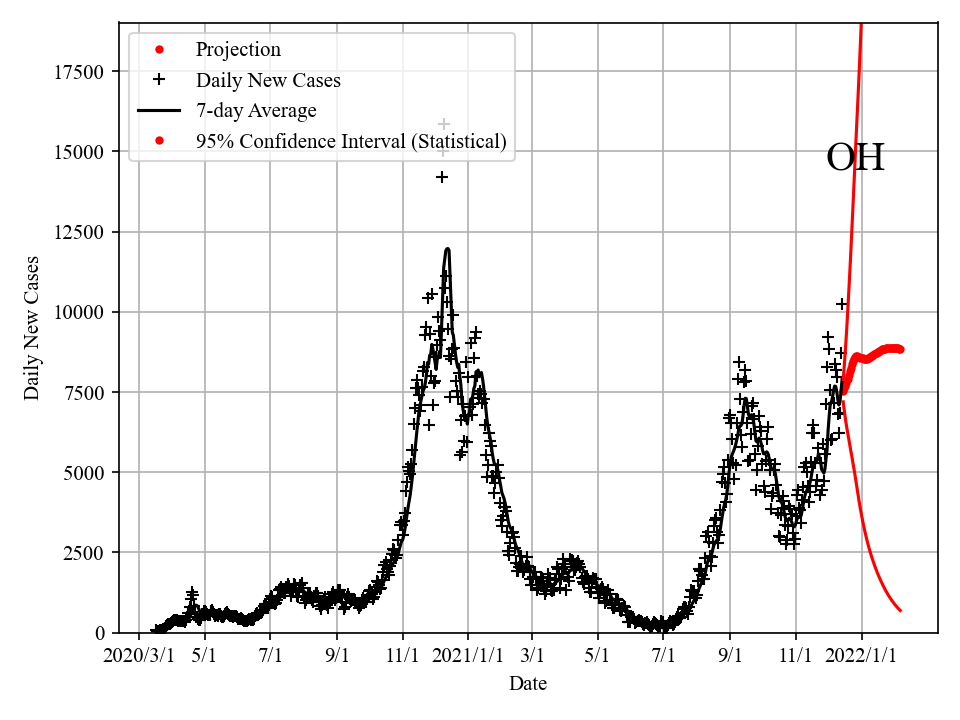 Projection
Daily New Cases
7-day Average
95% Confidence Interval (Statistical)
OH
17500
15000
12500
10000
7500
5000
2500
0
Daily New Cases
2020/3/1 5/1 7/1 9/1 11/1 2021/1/1 3/1 5/1 7/1 9/1 11/1 2022/1/1
Date